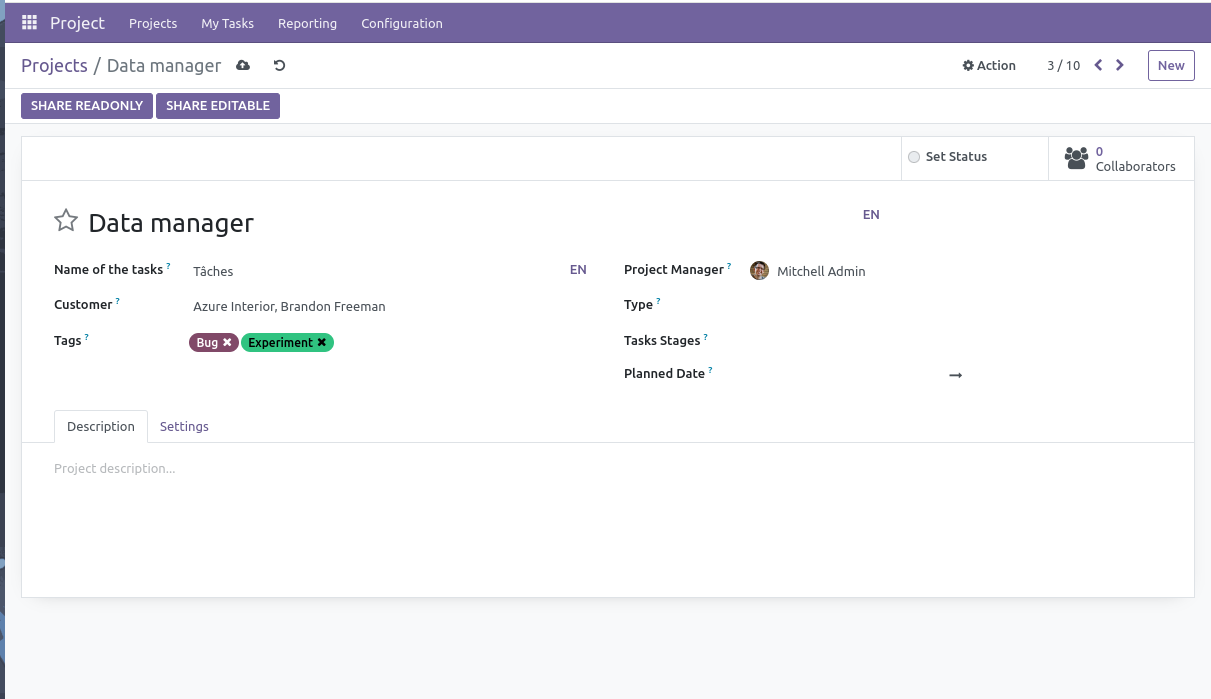 Project Projects My Tasks Reporting Configuration
Projects / Data manager Action 3 / 10 New
SHARE READONLY SHARE EDITABLE
Set Status 0 Collaborators
Data manager EN
Name of the tasks ? Tâches EN
Customer ? Azure Interior, Brandon Freeman
Tags ? Bug ✖ Experiment ✖
Project Manager ? Mitchell Admin
Type ?
Tasks Stages ?
Planned Date ? →
Description Settings
Project description...